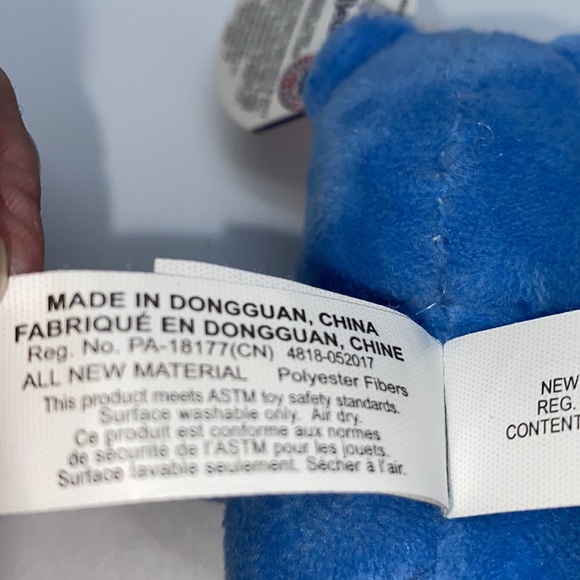 MADE IN DONGGUAN, CHINA
FABRIQUÉ EN DONGGUAN, CHINE
Reg. No. PA-18177(CN) 4818-052017
ALL NEW MATERIAL Polyester Fibers
This product meets ASTM toy safety standards.
Surface washable only. Air dry.
Ce produit est conforme aux normes
de sécurité de l'ASTM pour les jouets.
Surface lavable seulement. Sécher à l'air.
NEW
REG.
CONTENT